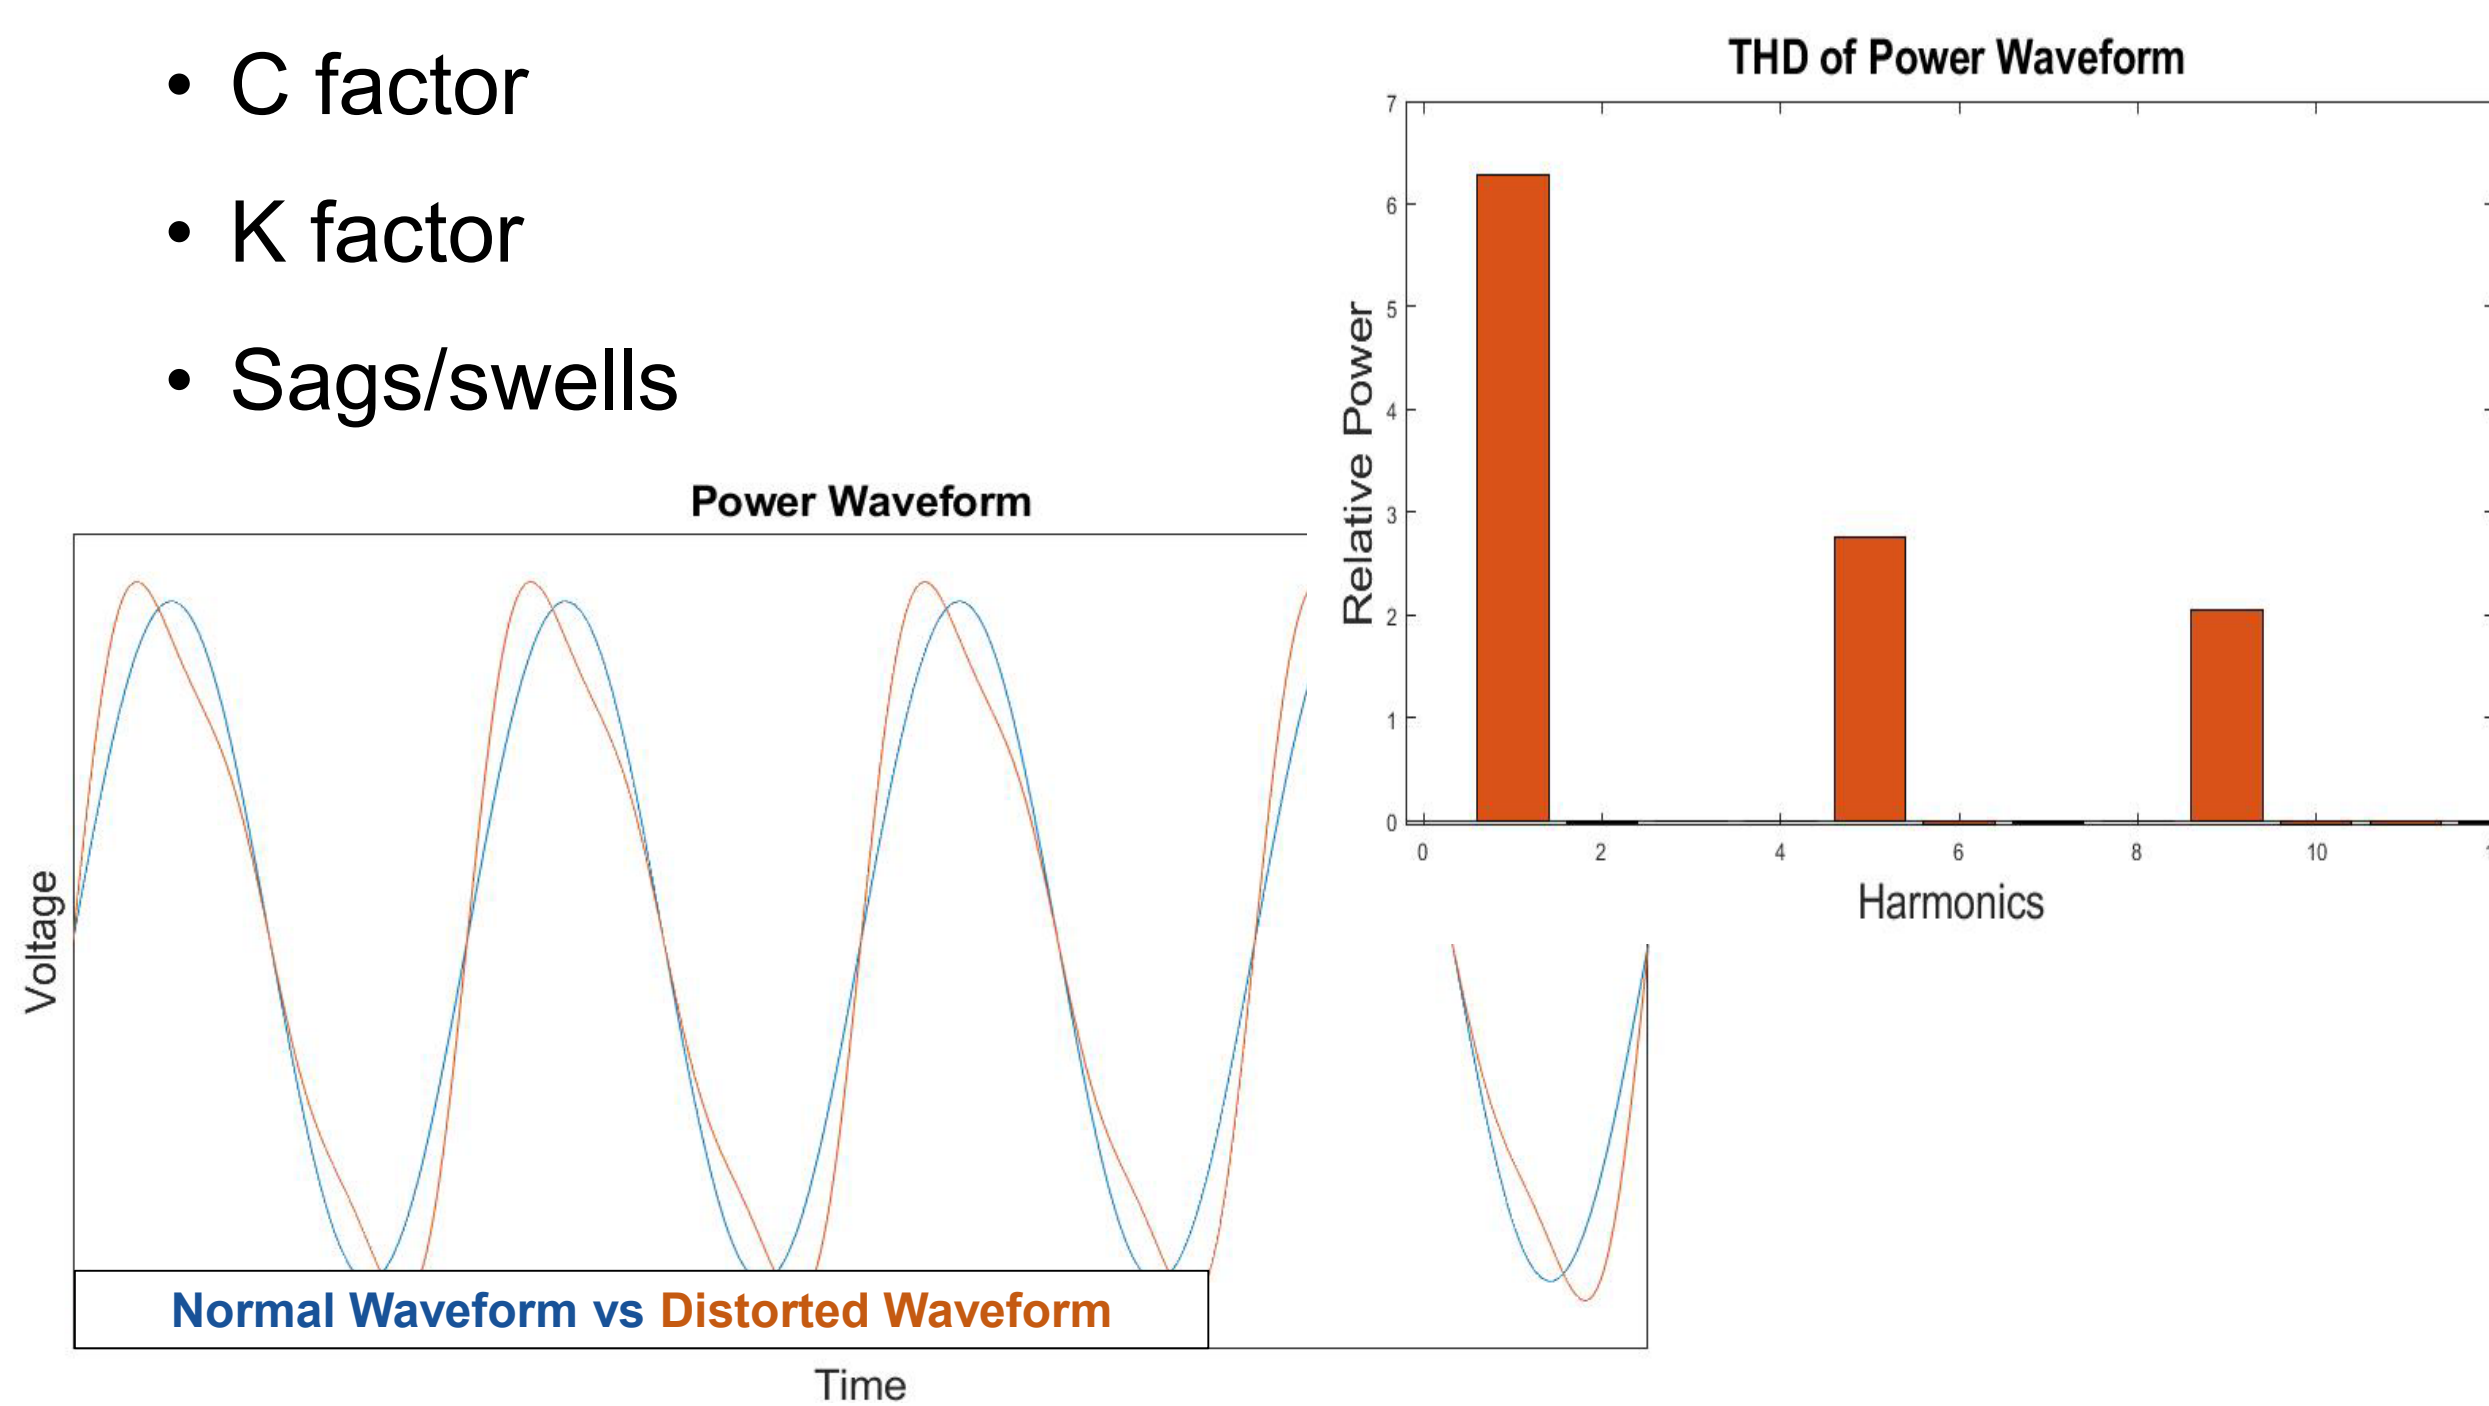 • C factor
• K factor
• Sags/swells
THD of Power Waveform
7
6
5
4
3
2
1
0
Relative Power
0 2 4 6 8 10
Harmonics
Power Waveform
Voltage
Normal Waveform vs Distorted Waveform
Time